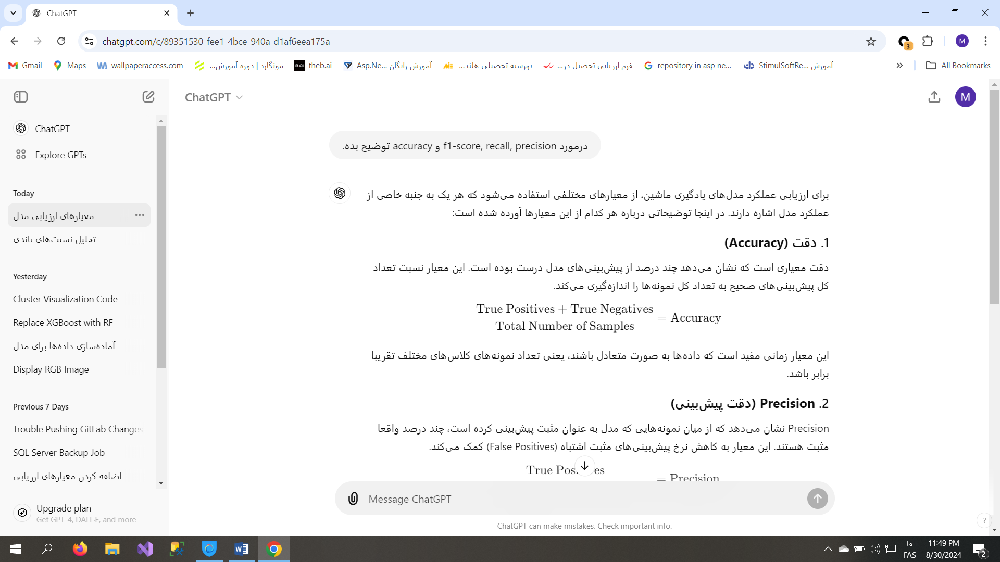 ChatGPT
chatgpt.com/c/89351530-fee1-4bce-940a-d1af6eea175a
3
M
Gmail
Maps
wallpaperaccess.com
مونگارد | دوره آموزش...
B AI
theb.ai
آموزش رایگان Asp.Ne...
بورسیه تحصیلی هلند...
فرم ارزیابی تحصیل در...
repository in asp ne...
آموزش StimulSoftRe...
All Bookmarks
ChatGPT
M
ChatGPT
Explore GPTs
Today
معیارهای ارزیابی مدل
تحلیل نسبت‌های باندی
Yesterday
Cluster Visualization Code
Replace XGBoost with RF
آماده‌سازی داده‌ها برای مدل
Display RGB Image
Previous 7 Days
Trouble Pushing GitLab Changes
SQL Server Backup Job
اضافه کردن معیارهای ارزیابی
Upgrade plan
Get GPT-4, DALL·E, and more
درمورد f1-score, recall, precision و accuracy توضیح بده.
برای ارزیابی عملکرد مدل‌های یادگیری ماشین، از معیارهای مختلفی استفاده می‌شود که هر یک به جنبه خاصی از
عملکرد مدل اشاره دارند. در اینجا توضیحاتی درباره هر کدام از این معیارها آورده شده است:
1. دقت (Accuracy)
دقت معیاری است که نشان می‌دهد چند درصد از پیش‌بینی‌های مدل درست بوده است. این معیار نسبت تعداد
کل پیش‌بینی‌های صحیح به تعداد کل نمونه‌ها را اندازه‌گیری می‌کند.
True Positives + True Negatives
Total Number of Samples
= Accuracy
این معیار زمانی مفید است که داده‌ها به صورت متعادل باشند، یعنی تعداد نمونه‌های کلاس‌های مختلف تقریباً
برابر باشد.
2. Precision (دقت پیش‌بینی)
Precision نشان می‌دهد که از میان نمونه‌هایی که مدل به عنوان مثبت پیش‌بینی کرده است، چند درصد واقعاً
مثبت هستند. این معیار به کاهش نرخ پیش‌بینی‌های مثبت اشتباه (False Positives) کمک می‌کند.
True Positives
= Precision
Message ChatGPT
ChatGPT can make mistakes. Check important info.
?
فا
FAS
11:49 PM
8/30/2024
2